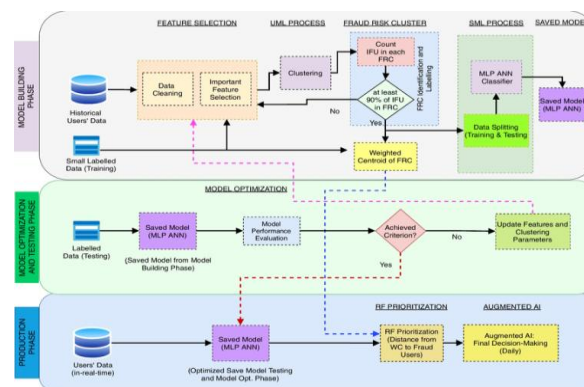 FEATURE SELECTION
UML PROCESS
FRAUD RISK CLUSTER
SML PROCESS
SAVED MODEL
MODEL BUILDING
PHASE
Historical
Users' Data
Data
Cleaning
Important
Feature
Selection
Clustering
Count
IFU in each
FRC
at least
90% of IFU
in FRC
No
Yes
FRC Identification and
Labelling
MLP ANN
Classifier
Saved Model
(MLP ANN)
Small Labelled
Data (Training)
Weighted
Centroid of FRC
Data Splitting
(Training & Testing)
MODEL OPTIMIZATION
AND TESTING PHASE
MODEL OPTIMIZATION
Labelled
Data (Testing)
Saved Model
(MLP ANN)
(Saved Model from Model
Building Phase)
Model
Performance
Evaluation
Achieved
Criterion?
No
Yes
Update Features and
Clustering
Parameters
PRODUCTION
PHASE
RF PRIORITIZATION
AUGMENTED AI
Users' Data
(in-real-time)
Saved Model
(MLP ANN)
(Optimized Save Model Testing
and Model Opt. Phase)
RF Prioritization
(Distance from
WC to Fraud
Users)
Augmented AI:
Final Decision-Making
(Daily)